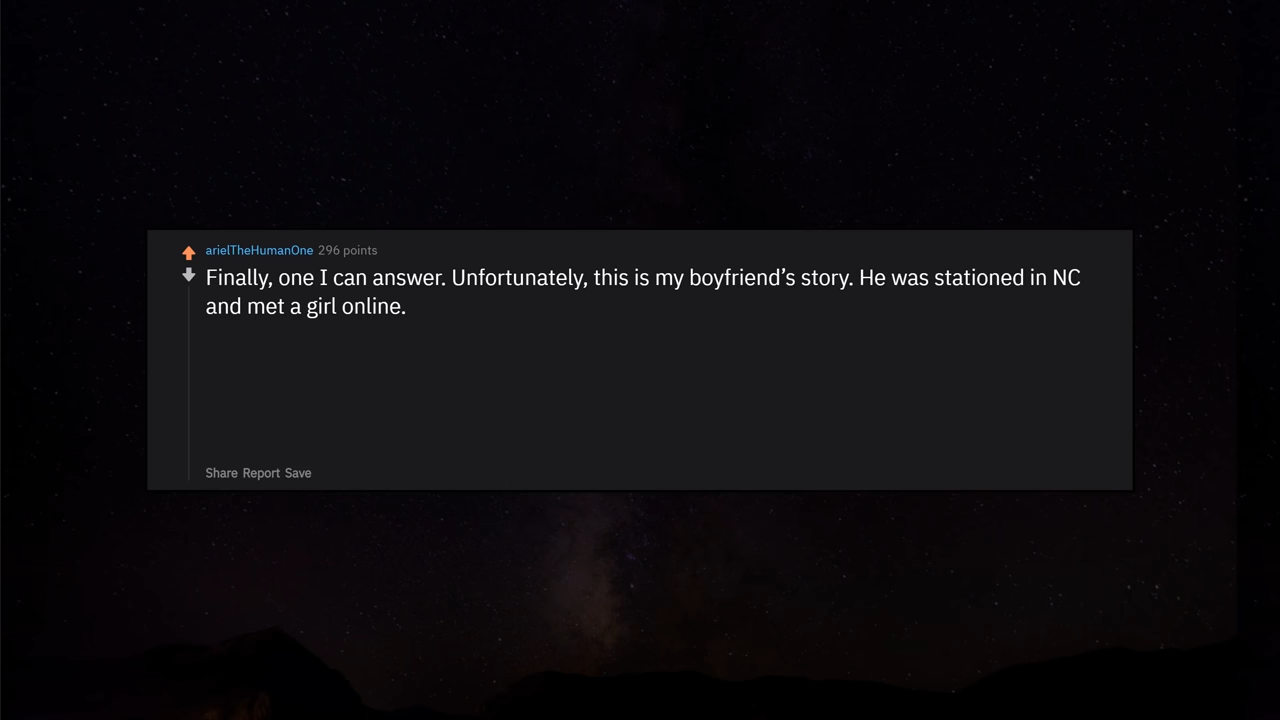 arielTheHumanOne 296 points
Finally, one I can answer. Unfortunately, this is my boyfriend’s story. He was stationed in NC
and met a girl online.
Share Report Save